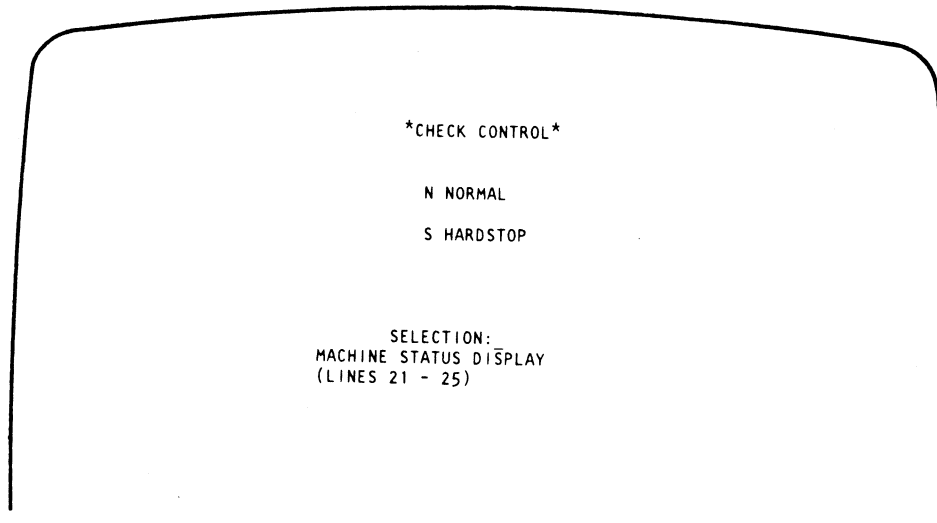 *CHECK CONTROL*
N NORMAL
S HARDSTOP
SELECTION:_
MACHINE STATUS DISPLAY
(LINES 21 - 25)